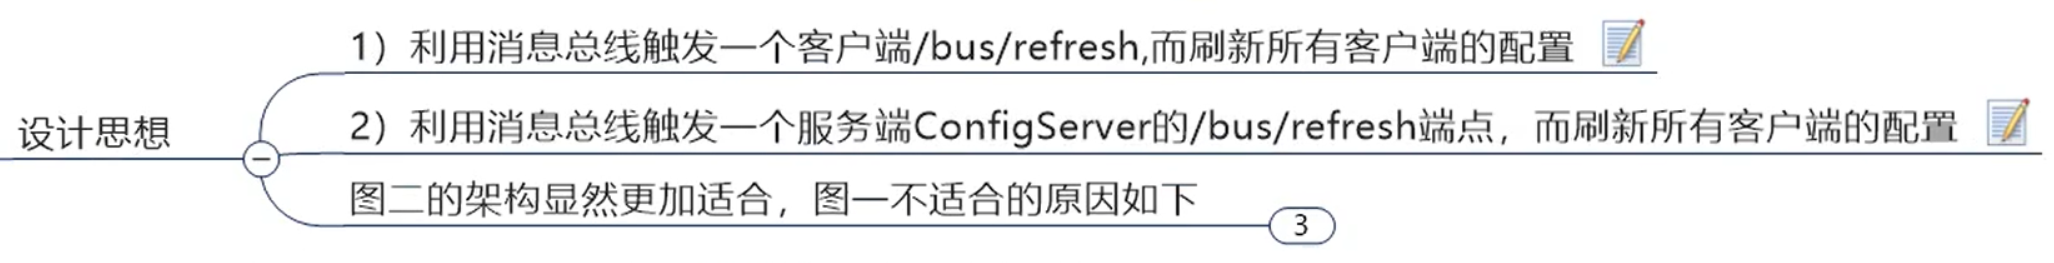 1）利用消息总线触发一个客户端/bus/refresh,而刷新所有客户端的配置
设计思想
2）利用消息总线触发一个服务端ConfigServer的/bus/refresh端点，而刷新所有客户端的配置
图二的架构显然更加适合，图一不适合的原因如下
3